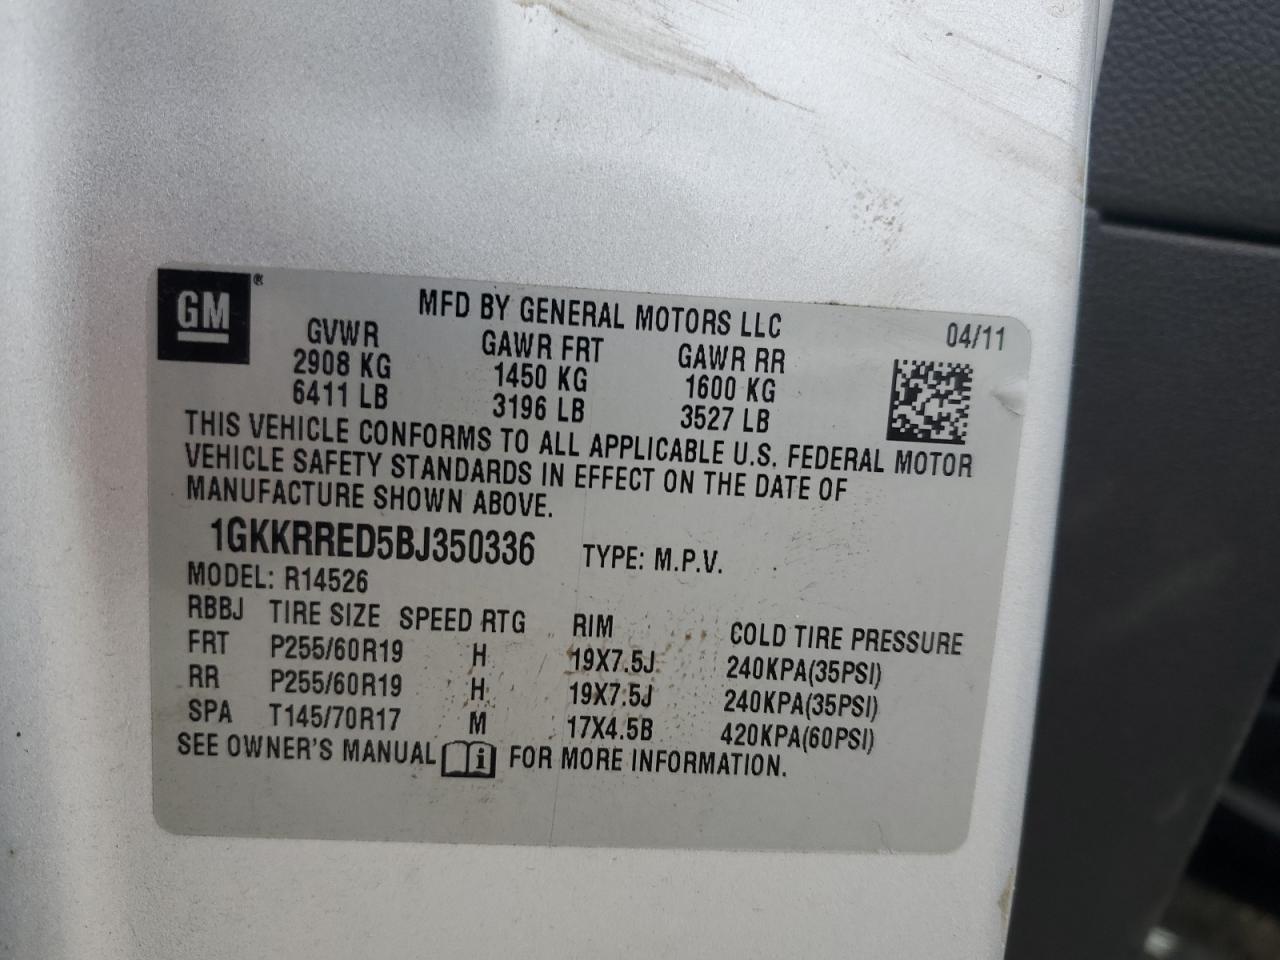 GM ®
MFD BY GENERAL MOTORS LLC 04/11
GVWR GAWR FRT GAWR RR
2908 KG 1450 KG 1600 KG
6411 LB 3196 LB 3527 LB
THIS VEHICLE CONFORMS TO ALL APPLICABLE U.S. FEDERAL MOTOR
VEHICLE SAFETY STANDARDS IN EFFECT ON THE DATE OF
MANUFACTURE SHOWN ABOVE.
1GKKRRED5BJ350336 TYPE: M.P.V.
MODEL: R14526
RBBJ TIRE SIZE SPEED RTG RIM COLD TIRE PRESSURE
FRT P255/60R19 H 19X7.5J 240KPA(35PSI)
RR P255/60R19 H 19X7.5J 240KPA(35PSI)
SPA T145/70R17 M 17X4.5B 420KPA(60PSI)
SEE OWNER'S MANUAL i FOR MORE INFORMATION.